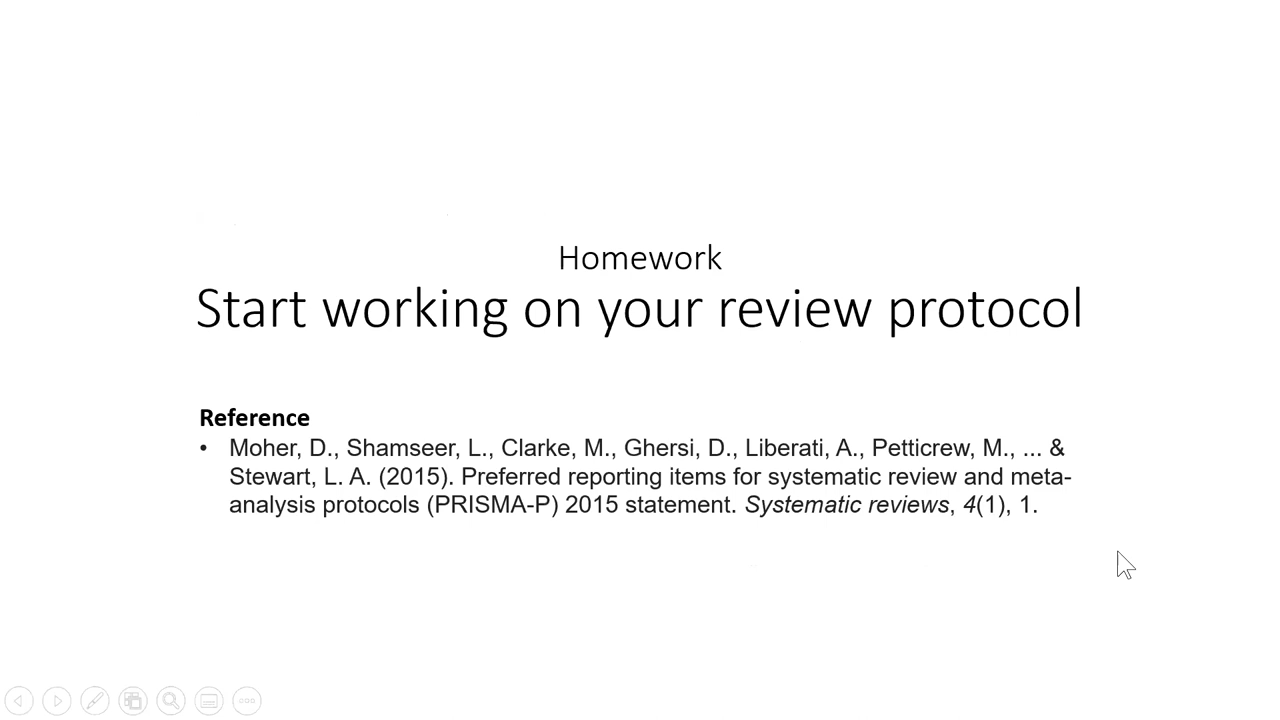 Homework
Start working on your review protocol
Reference
• Moher, D., Shamseer, L., Clarke, M., Ghersi, D., Liberati, A., Petticrew, M., ... &
Stewart, L. A. (2015). Preferred reporting items for systematic review and meta-
analysis protocols (PRISMA-P) 2015 statement. Systematic reviews, 4(1), 1.